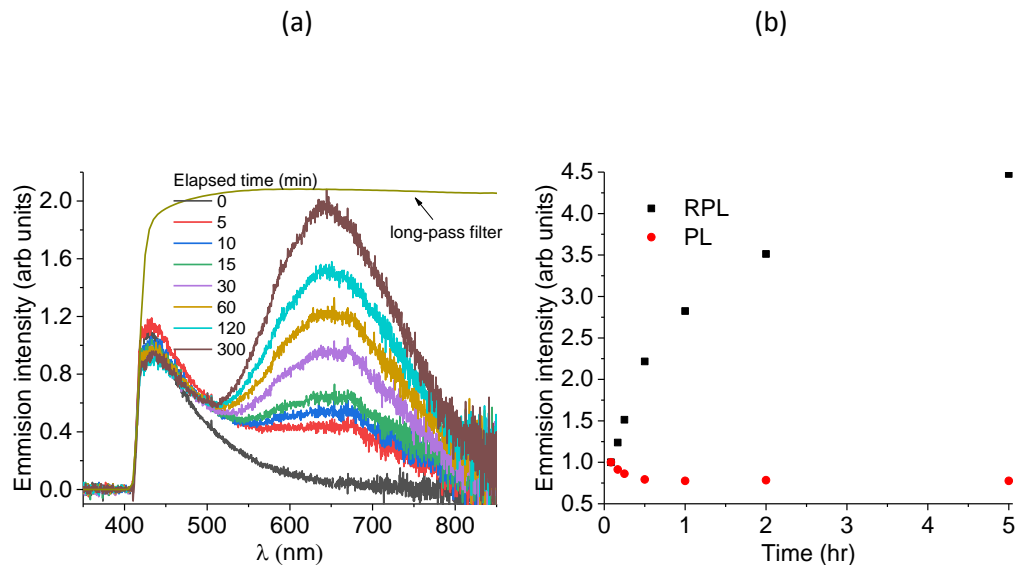 (a)
(b)
Emmision intensity (arb units)
2.0
1.6
1.2
0.8
0.4
0.0
Elapsed time (min)
0
5
10
15
30
60
120
300
long-pass filter
400 500 600 700 800
λ (nm)
Emmision intensity (arb units)
4.5
4.0
3.5
3.0
2.5
2.0
1.5
1.0
0.5
RPL
PL
0 1 2 3 4 5
Time (hr)